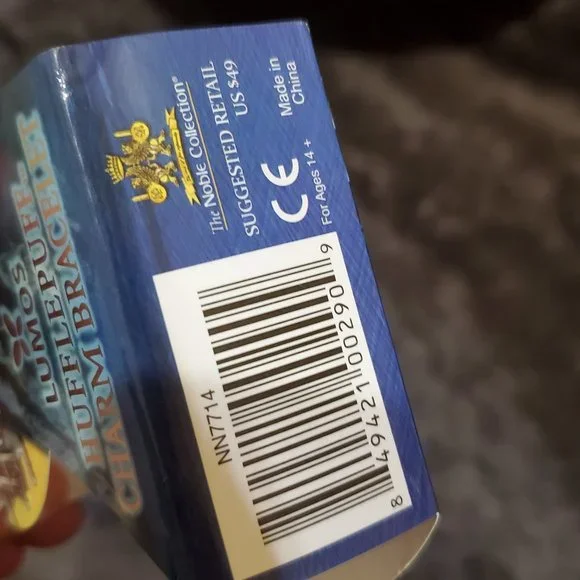 The Noble Collection®
SUGGESTED RETAIL
US $49
CE
For Ages 14 +
Made in
China
NN7714
8 49421 00290 9
LUMOS
HUFFLEPUFF
CHARM BRACELET